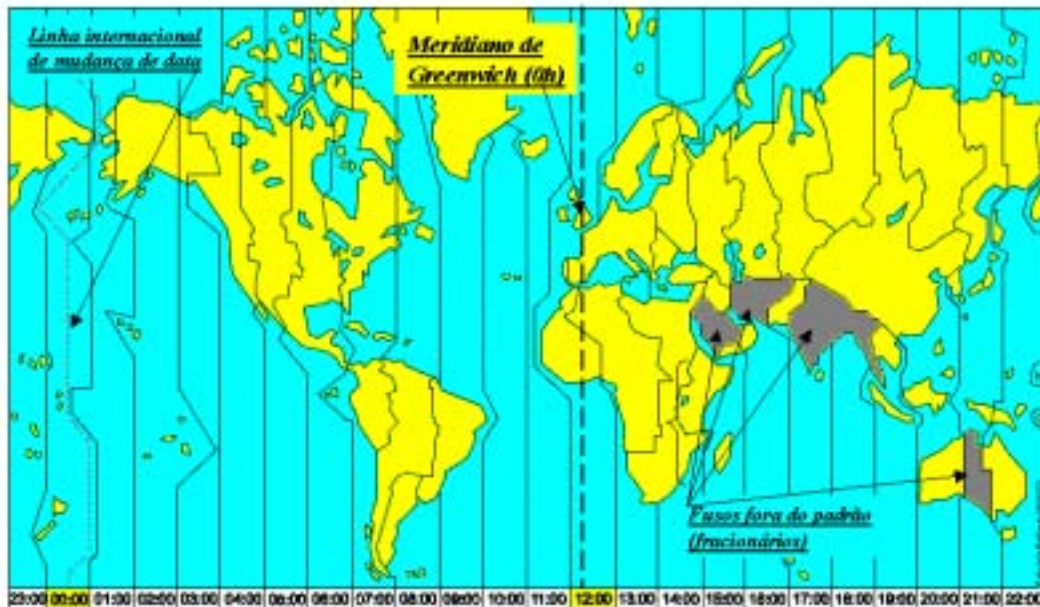 Linha internacional
de mudança de data
Meridiano de
Greenwich (0h)
Fusos fora do padrão
(fracionários)
23:00 00:00 01:00 02:00 03:00 04:00 05:00 06:00 07:00 08:00 09:00 10:00 11:00 12:00 13:00 14:00 15:00 16:00 17:00 18:00 19:00 20:00 21:00 22:00